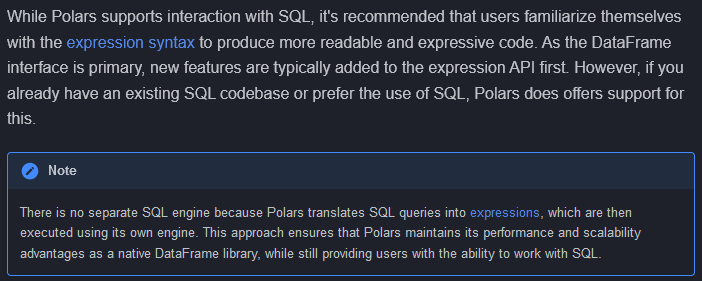 While Polars supports interaction with SQL, it's recommended that users familiarize themselves
with the expression syntax to produce more readable and expressive code. As the DataFrame
interface is primary, new features are typically added to the expression API first. However, if you
already have an existing SQL codebase or prefer the use of SQL, Polars does offers support for
this.
Note
There is no separate SQL engine because Polars translates SQL queries into expressions, which are then
executed using its own engine. This approach ensures that Polars maintains its performance and scalability
advantages as a native DataFrame library, while still providing users with the ability to work with SQL.